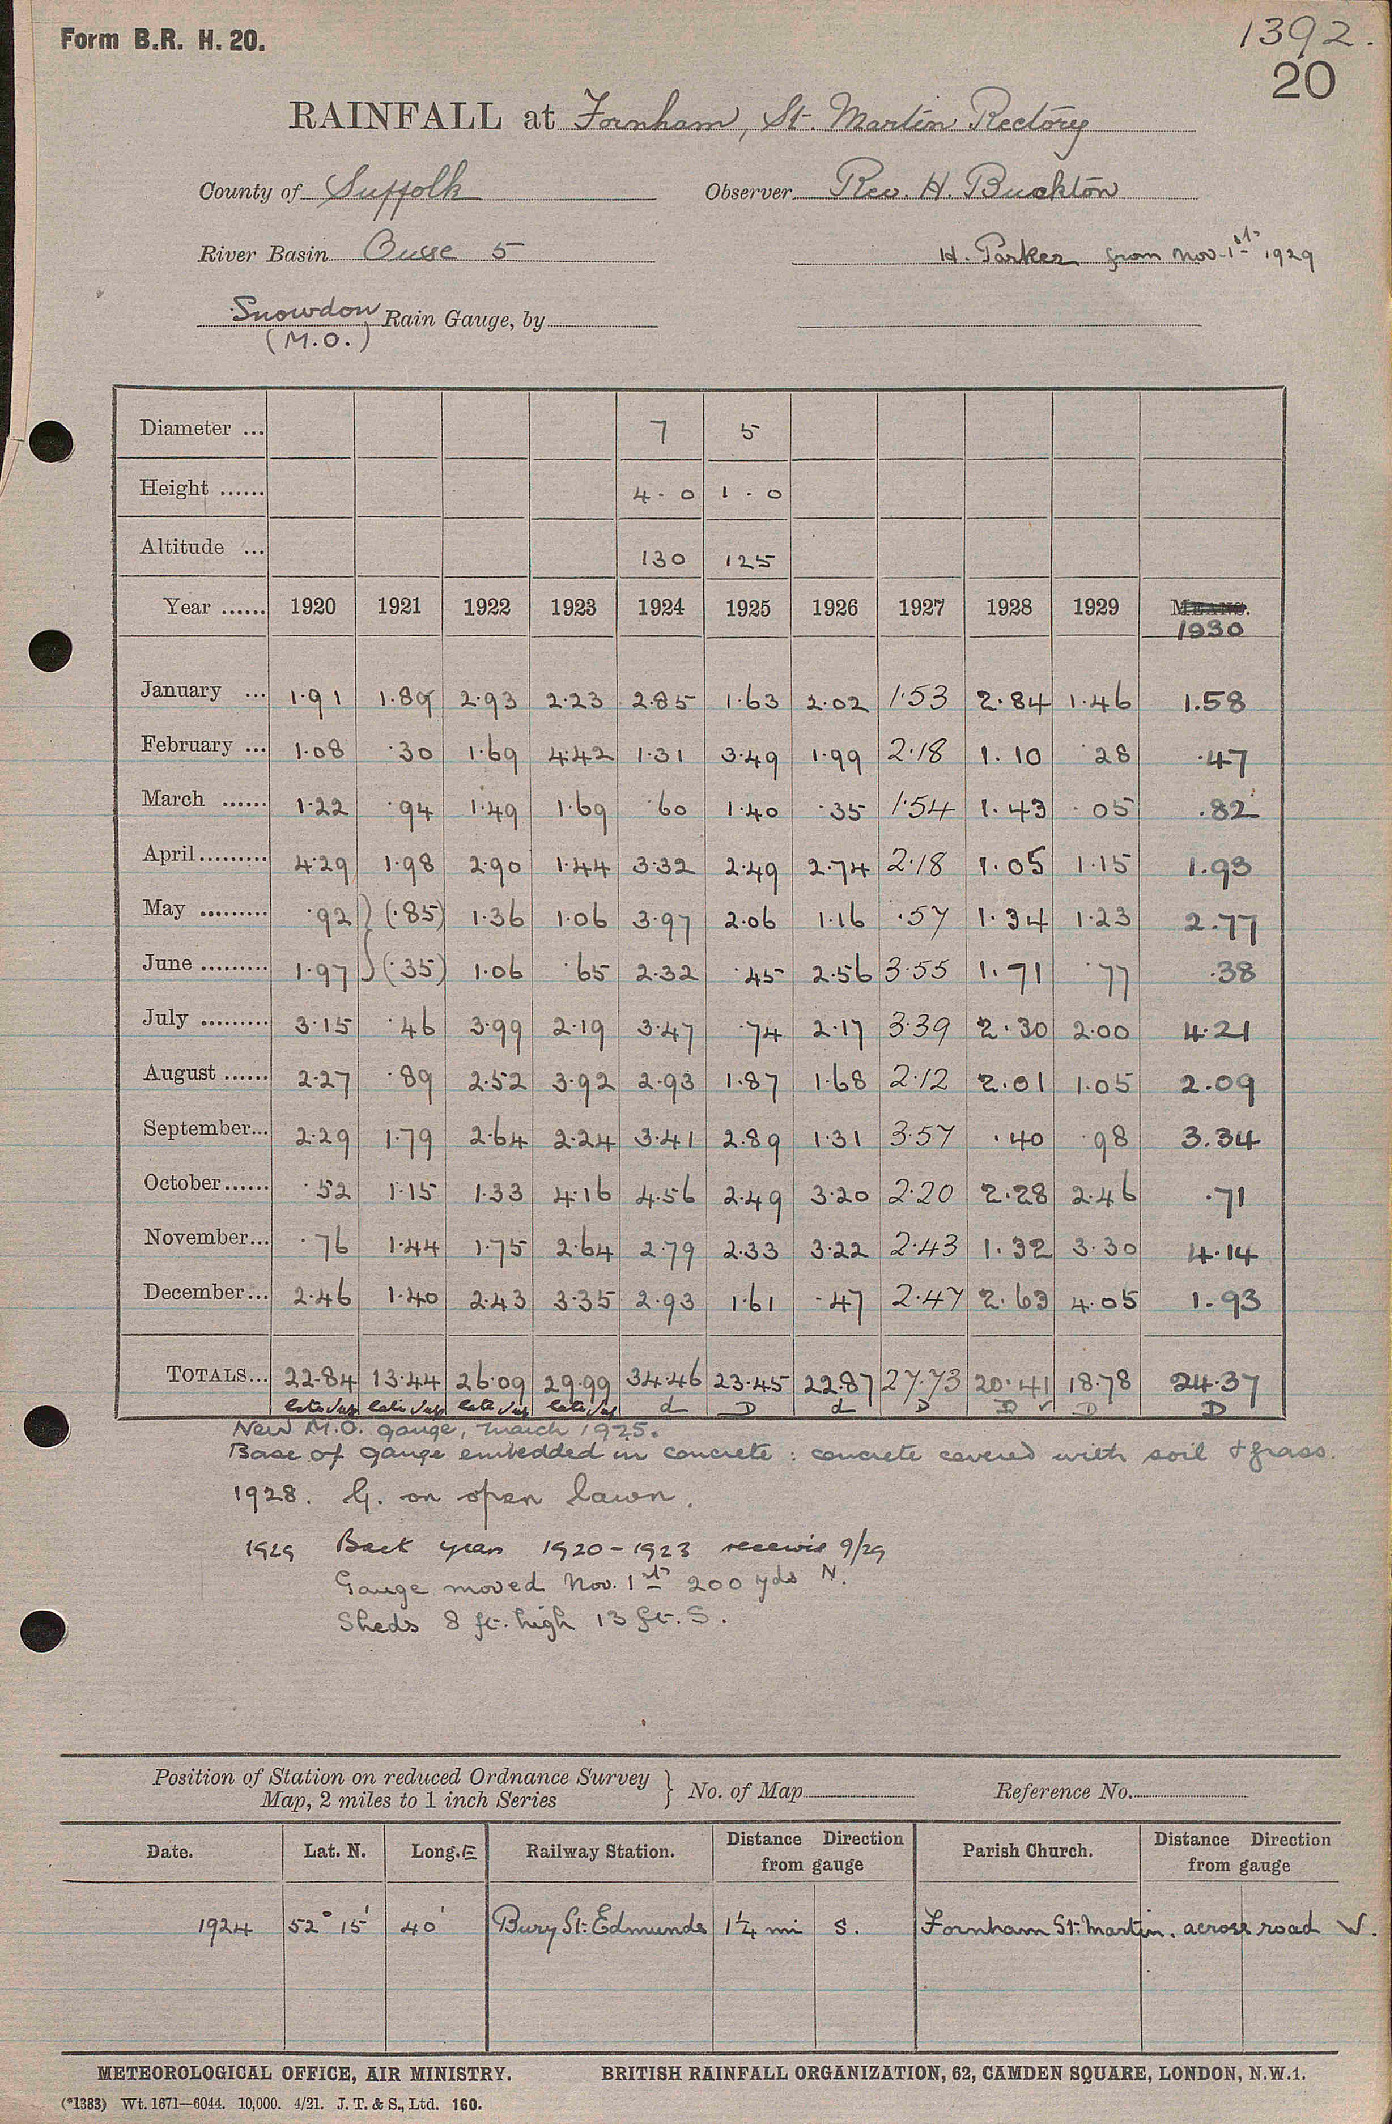 Form B.R. H. 20.
1392.
20
RAINFALL at Fornham, St. Martin Rectory
County of Suffolk Observer Rev. H. Buckton
River Basin Ouse 5 H. Parker from Nov. 1st 1929
Snowdon Rain Gauge, by
(M.O.)
Diameter ... 7 5
Height ...... 4-0 1-0
Altitude ... 130 125
Year ...... 1920 1921 1922 1923 1924 1925 1926 1927 1928 1929 MEANS.
1930
January ... 1·91 1·89 2·93 2·23 2·85 1·63 2·02 1·53 2·84 1·46 1.58
February ... 1·08 ·30 1·69 4·42 1·31 3·49 1·99 2·18 1·10 ·28 ·47
March ...... 1·22 ·94 1·49 1·69 ·60 1·40 ·35 1·54 1·43 ·05 ·82
April ......... 4·29 1·98 2·90 1·44 3·32 2·49 2·74 2·18 1·05 1·15 1.93
May ......... ·92 } (·85) 1·36 1·06 3·97 2·06 1·16 ·57 1·34 1·23 2.77
June ......... 1·97 } (·35) 1·06 ·65 2·32 ·45 2·56 3·55 1·71 ·77 ·38
July ......... 3·15 ·46 3·99 2·19 3·47 ·74 2·17 3·39 2·30 2·00 4·21
August ...... 2·27 ·89 2·52 3·92 2·93 1·87 1·68 2·12 2·01 1·05 2.09
September... 2·29 1·79 2·64 2·24 3·41 2·89 1·31 3·57 ·40 ·98 3.34
October ...... ·52 1·15 1·33 4·16 4·56 2·49 3·20 2·20 2·28 2·46 ·71
November... ·76 1·44 1·75 2·64 2·79 2·33 3·22 2·43 1·32 3·30 4·14
December ... 2·46 1·40 2·43 3·35 2·93 1·61 ·47 2·47 2·63 4·05 1·93
TOTALS... 22·84 13·44 26·09 29·99 34·46 23·45 22·87 27·73 20·41 18·78 24·37
d D d D D ✓ D D
New M.O. gauge, March 1925.
Base of gauge embedded in concrete : concrete covered with soil & grass.
1928. G. on open lawn.
1929 Back years 1920-1923 9/29
Gauge moved Nov. 1st 200 yds N.
Sheds 8 ft. high 13 ft. S.
Position of Station on reduced Ordnance Survey
Map, 2 miles to 1 inch Series } No. of Map Reference No.
Date. Lat. N. Long. E Railway Station. Distance Direction from gauge Parish Church. Distance Direction from gauge
1924 52° 15' 40' Bury St. Edmunds 1¼ mi S. Fornham St. Martin. across road W.
METEOROLOGICAL OFFICE, AIR MINISTRY. BRITISH RAINFALL ORGANIZATION, 62, CAMDEN SQUARE, LONDON, N.W.1.
(*1383) Wt. 1671—6044. 10,000. 4/21. J. T. & S., Ltd. 160.